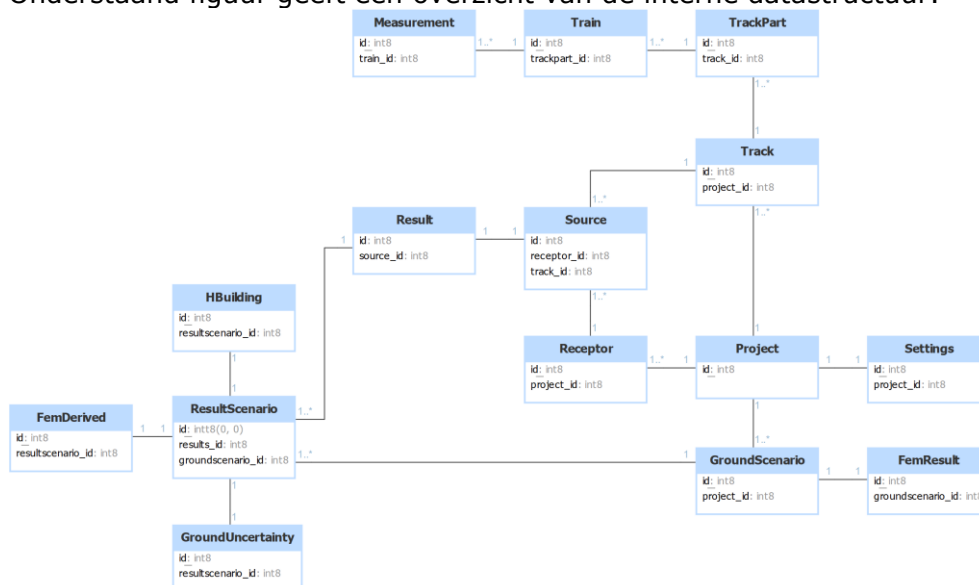 Onderstaand figuur geeft een overzicht van de interne datastructuur.
Measurement
id: int8
train_id: int8
1..*
1
Train
id: int8
trackpart_id: int8
1..*
1
TrackPart
id: int8
track_id: int8
1..*
1
Track
id: int8
project_id: int8
1
1..*
1..*
Result
id: int8
source_id: int8
1
1
1
Source
id: int8
receptor_id: int8
track_id: int8
1..*
1
HBuilding
id: int8
resultscenario_id: int8
1
1
Receptor
id: int8
project_id: int8
1..*
1
1
Project
id: int8
1
1
Settings
id: int8
project_id: int8
1
1..*
FemDerived
id: int8
resultscenario_id: int8
1
1
ResultScenario
id: intt8(0, 0)
results_id: int8
groundscenario_id: int8
1..*
1..*
1
GroundScenario
id: int8
project_id: int8
1
1
FemResult
id: int8
groundscenario_id: int8
1
1
GroundUncertainty
id: int8
resultscenario_id: int8